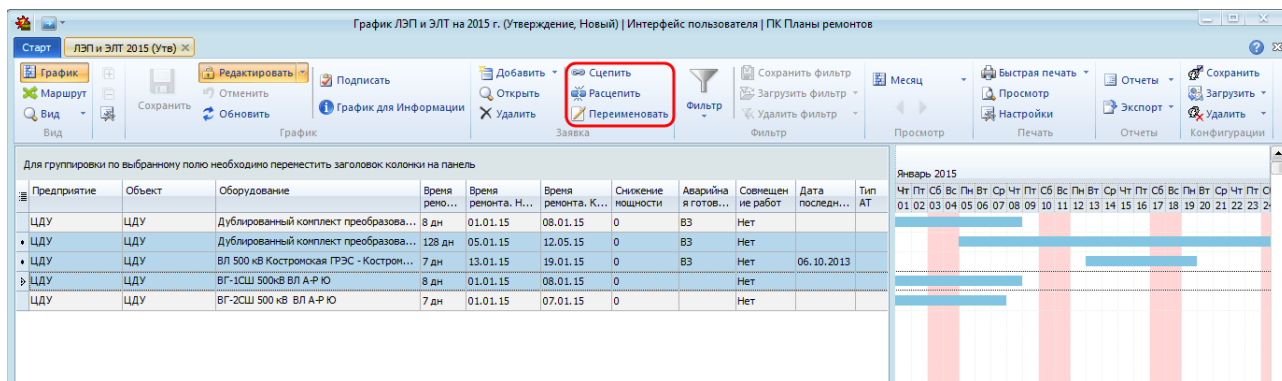 График ЛЭП и ЭЛТ на 2015 г. (Утверждение, Новый) | Интерфейс пользователя | ПК Планы ремонтов
Старт ЛЭП и ЭЛТ 2015 (Утв)
График Редактировать Подписать Добавить Сцепить Сохранить фильтр Месяц Быстрая печать Отчеты Сохранить
Маршрут Сохранить Отменить Открыть Расцепить Фильтр Загрузить фильтр Просмотр Загрузить
Вид Обновить График для Информации Удалить Переименовать Удалить фильтр Настройки Экспорт Удалить
Вид График Заявка Фильтр Просмотр Печать Отчеты Конфигурации
Для группировки по выбранному полю необходимо переместить заголовок колонки на панель
Январь 2015
Предприятие Объект Оборудование Время ремо... Время ремонта. Н... Время ремонта. К... Снижение мощности Аварийна я готов... Совмещен ие работ Дата последн... Тип АТ
Чт Пт Сб Вс Пн Вт Ср Чт Пт Сб Вс Пн Вт Ср Чт Пт Сб Вс Пн Вт Ср Чт Пт
01 02 03 04 05 06 07 08 09 10 11 12 13 14 15 16 17 18 19 20 21 22 23
ЦДУ ЦДУ Дублированный комплект преобразова... 8 дн 01.01.15 08.01.15 0 ВЗ Нет
ЦДУ ЦДУ Дублированный комплект преобразова... 128 дн 05.01.15 12.05.15 0 ВЗ Нет
ЦДУ ЦДУ ВЛ 500 кВ Костромская ГРЭС - Костром... 7 дн 13.01.15 19.01.15 0 ВЗ Нет 06.10.2013
ЦДУ ЦДУ ВГ-1СШ 500кВ ВЛ А-Р Ю 8 дн 01.01.15 08.01.15 0 Нет
ЦДУ ЦДУ ВГ-2СШ 500 кВ ВЛ А-Р Ю 7 дн 01.01.15 07.01.15 0 Нет